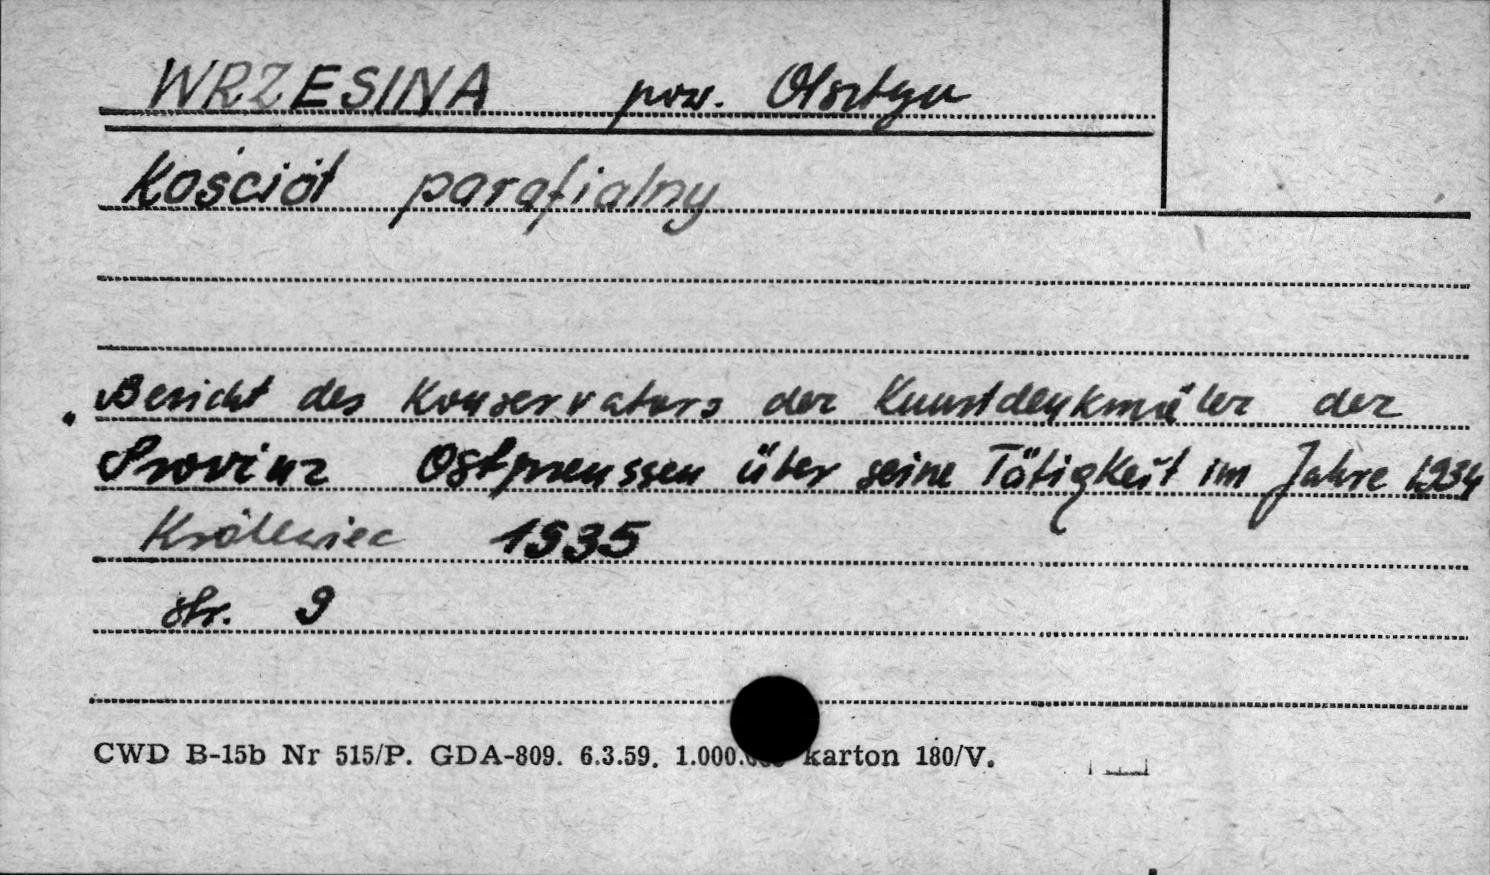 WRZESINA pow. Olsztyn
Kościół parafialny
Bericht des Konservators der Kunstdenkmäler der
Provinz Ostpreussen über seine Tätigkeit im Jahre 1934
Królewiec 1935
str. 9
CWD B-15b Nr 515/P. GDA-809. 6.3.59. 1.000. karton 180/V.